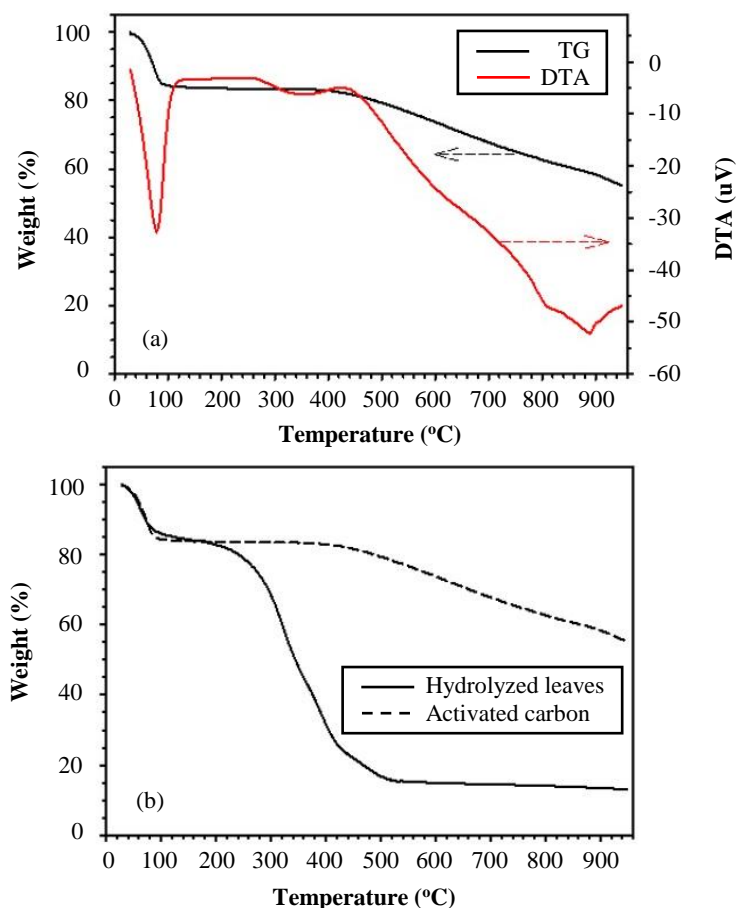 100
80
60
40
20
0
Weight (%)
TG
DTA
0
-10
-20
-30
-40
-50
-60
DTA (uV)
(a)
0 100 200 300 400 500 600 700 800 900
Temperature (ºC)
100
80
60
40
20
0
Weight (%)
Hydrolyzed leaves
Activated carbon
(b)
0 100 200 300 400 500 600 700 800 900
Temperature (ºC)